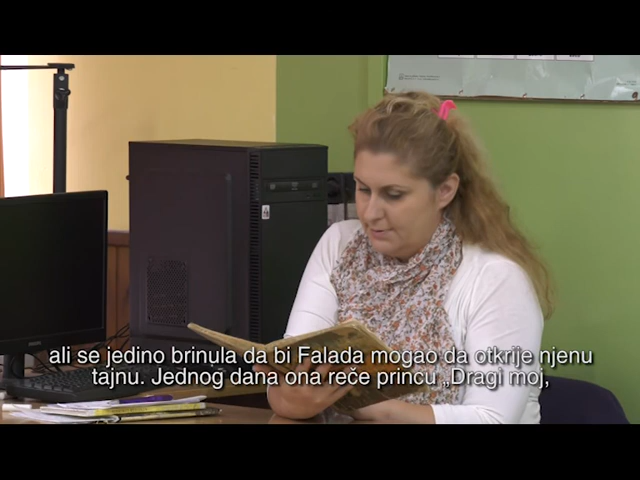 ali se jedino brinula da bi Falada mogao da otkrije njenu
tajnu. Jednog dana ona reče princu „Dragi moj,